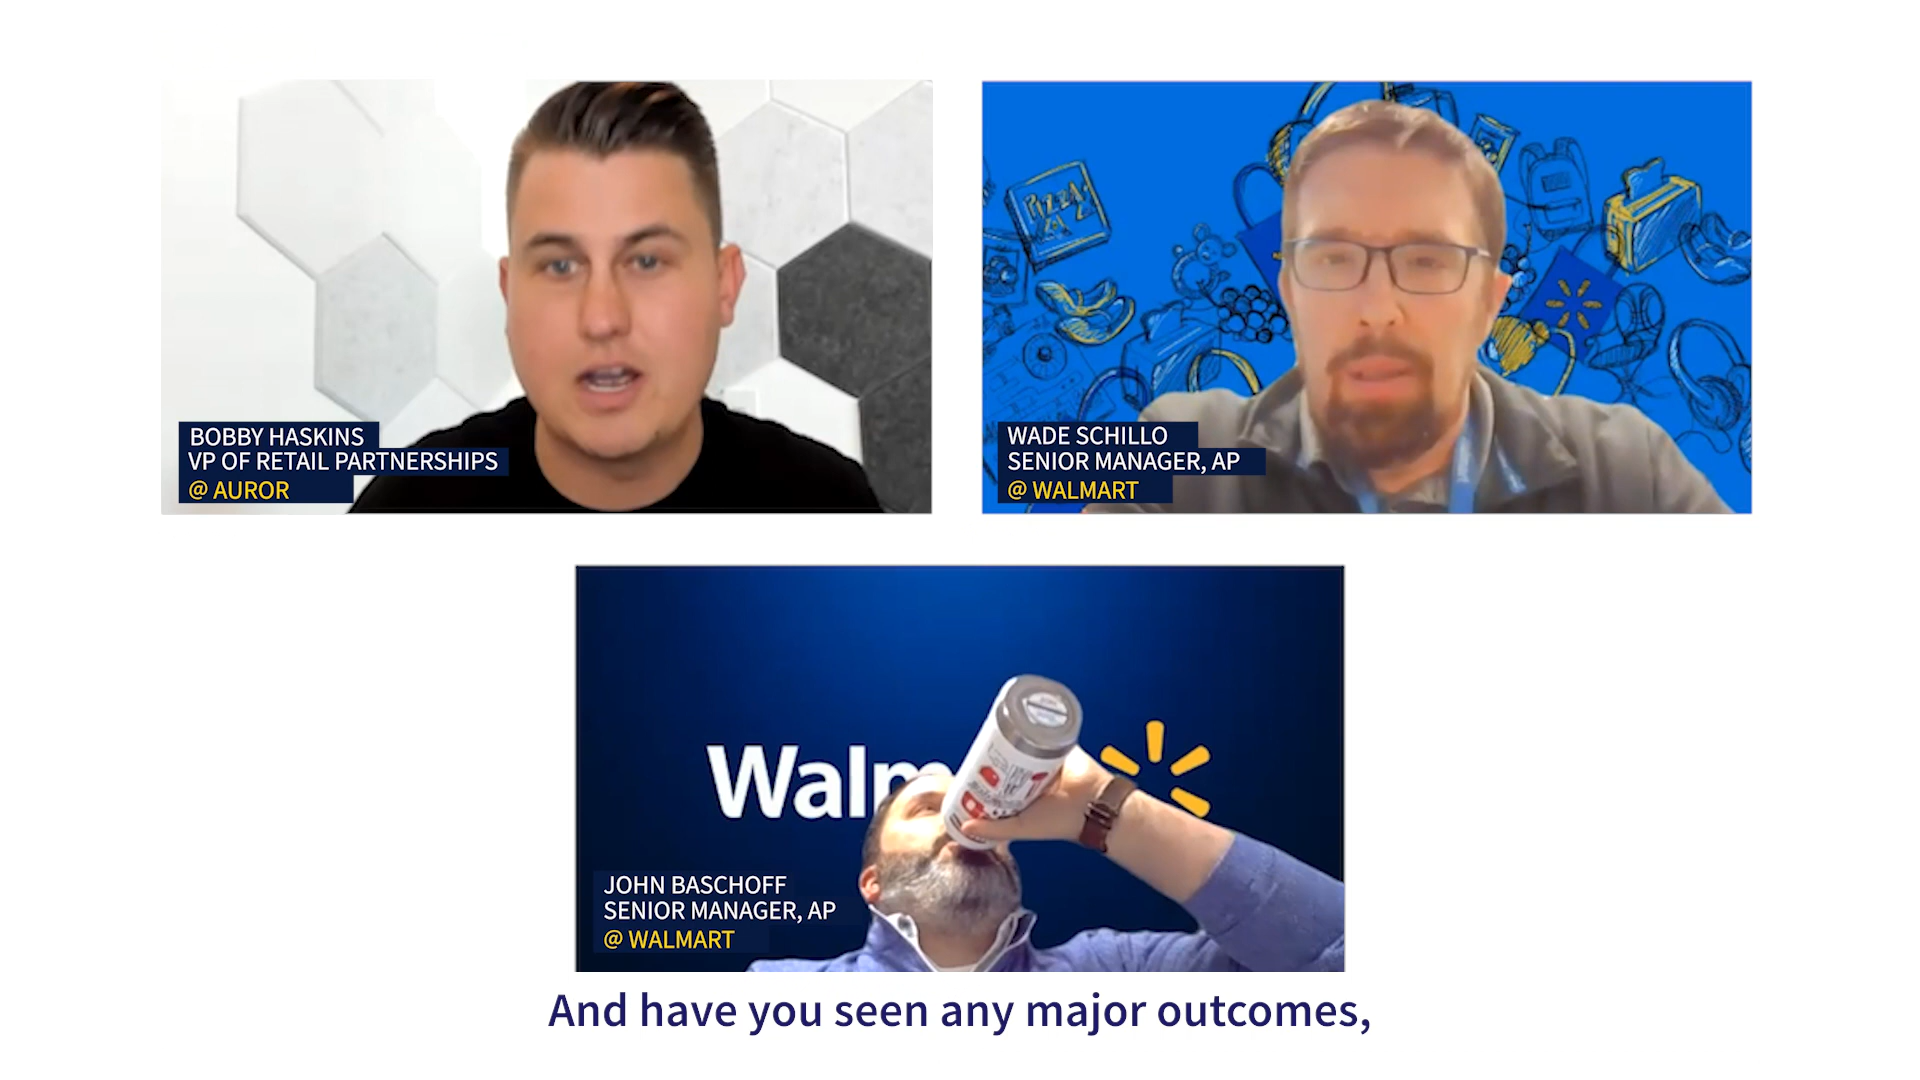 BOBBY HASKINS
VP OF RETAIL PARTNERSHIPS
@ AUROR
Pizza
WADE SCHILLO
SENIOR MANAGER, AP
@ WALMART
Walm
JOHN BASCHOFF
SENIOR MANAGER, AP
@ WALMART
And have you seen any major outcomes,